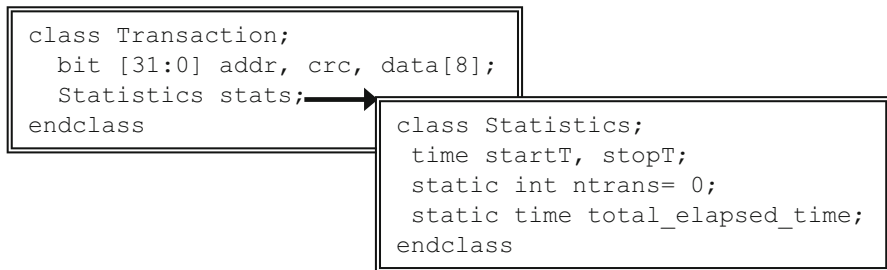 class Transaction;
bit [31:0] addr, crc, data[8];
Statistics stats;
endclass
class Statistics;
time startT, stopT;
static int ntrans= 0;
static time total_elapsed_time;
endclass